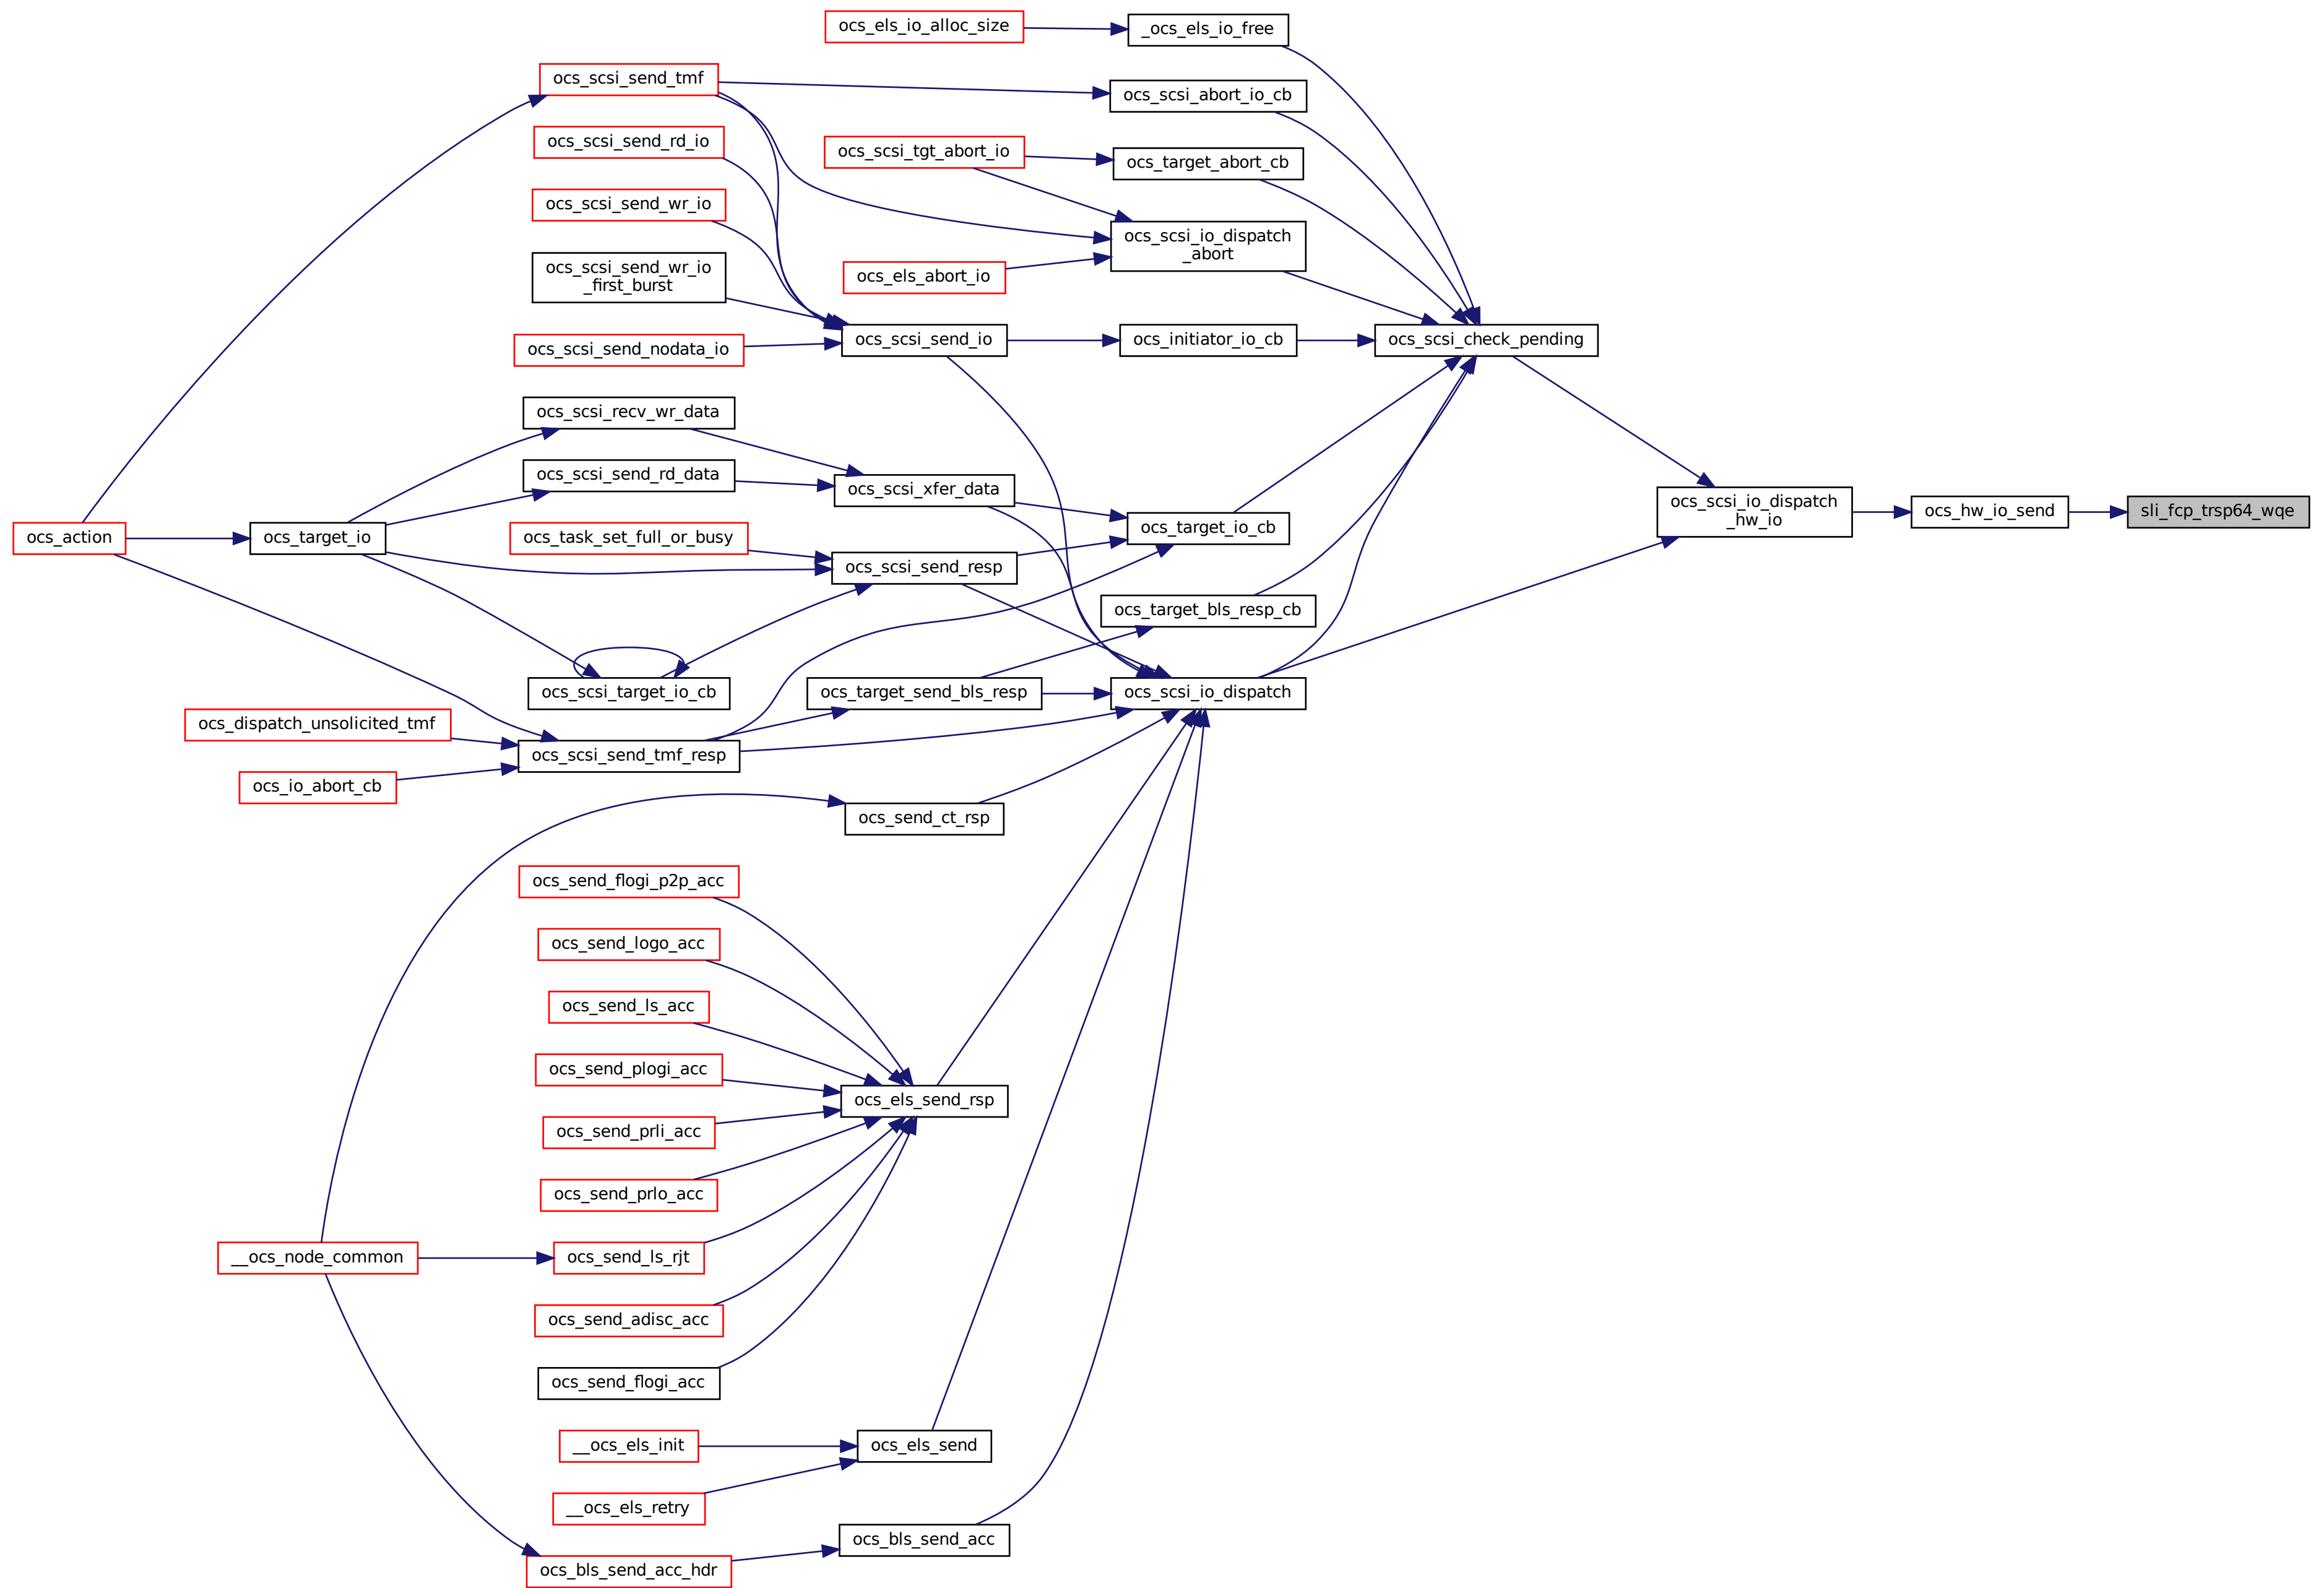 ocs_els_io_alloc_size
_ocs_els_io_free
ocs_scsi_send_tmf
ocs_scsi_abort_io_cb
ocs_scsi_send_rd_io
ocs_scsi_tgt_abort_io
ocs_target_abort_cb
ocs_scsi_send_wr_io
ocs_scsi_io_dispatch
_abort
ocs_scsi_send_wr_io
_first_burst
ocs_els_abort_io
ocs_scsi_send_nodata_io
ocs_scsi_send_io
ocs_initiator_io_cb
ocs_scsi_check_pending
ocs_scsi_recv_wr_data
ocs_scsi_send_rd_data
ocs_scsi_xfer_data
ocs_scsi_io_dispatch
_hw_io
ocs_hw_io_send
sli_fcp_trsp64_wqe
ocs_action
ocs_target_io
ocs_task_set_full_or_busy
ocs_target_io_cb
ocs_scsi_send_resp
ocs_target_bls_resp_cb
ocs_scsi_target_io_cb
ocs_target_send_bls_resp
ocs_scsi_io_dispatch
ocs_dispatch_unsolicited_tmf
ocs_scsi_send_tmf_resp
ocs_io_abort_cb
ocs_send_ct_rsp
ocs_send_flogi_p2p_acc
ocs_send_logo_acc
ocs_send_ls_acc
ocs_send_plogi_acc
ocs_els_send_rsp
ocs_send_prli_acc
ocs_send_prlo_acc
__ocs_node_common
ocs_send_ls_rjt
ocs_send_adisc_acc
ocs_send_flogi_acc
__ocs_els_init
ocs_els_send
__ocs_els_retry
ocs_bls_send_acc
ocs_bls_send_acc_hdr